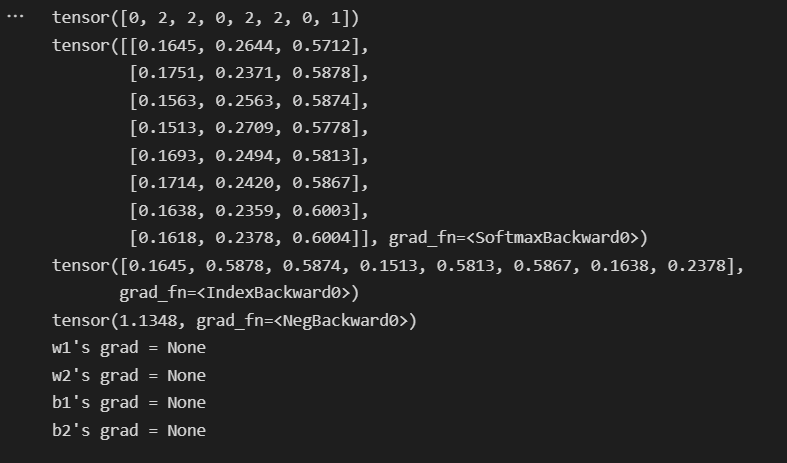 ... tensor([0, 2, 2, 0, 2, 2, 0, 1])
tensor([[0.1645, 0.2644, 0.5712],
[0.1751, 0.2371, 0.5878],
[0.1563, 0.2563, 0.5874],
[0.1513, 0.2709, 0.5778],
[0.1693, 0.2494, 0.5813],
[0.1714, 0.2420, 0.5867],
[0.1638, 0.2359, 0.6003],
[0.1618, 0.2378, 0.6004]], grad_fn=<SoftmaxBackward0>)
tensor([0.1645, 0.5878, 0.5874, 0.1513, 0.5813, 0.5867, 0.1638, 0.2378],
grad_fn=<IndexBackward0>)
tensor(1.1348, grad_fn=<NegBackward0>)
w1's grad = None
w2's grad = None
b1's grad = None
b2's grad = None